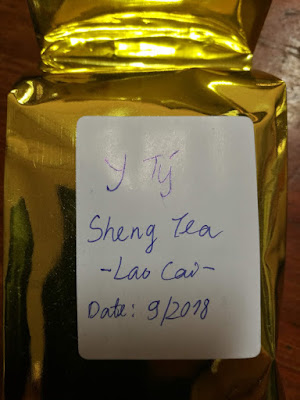 Y Tý
Sheng Tea
- Lao Cai -
Date: 9/2018